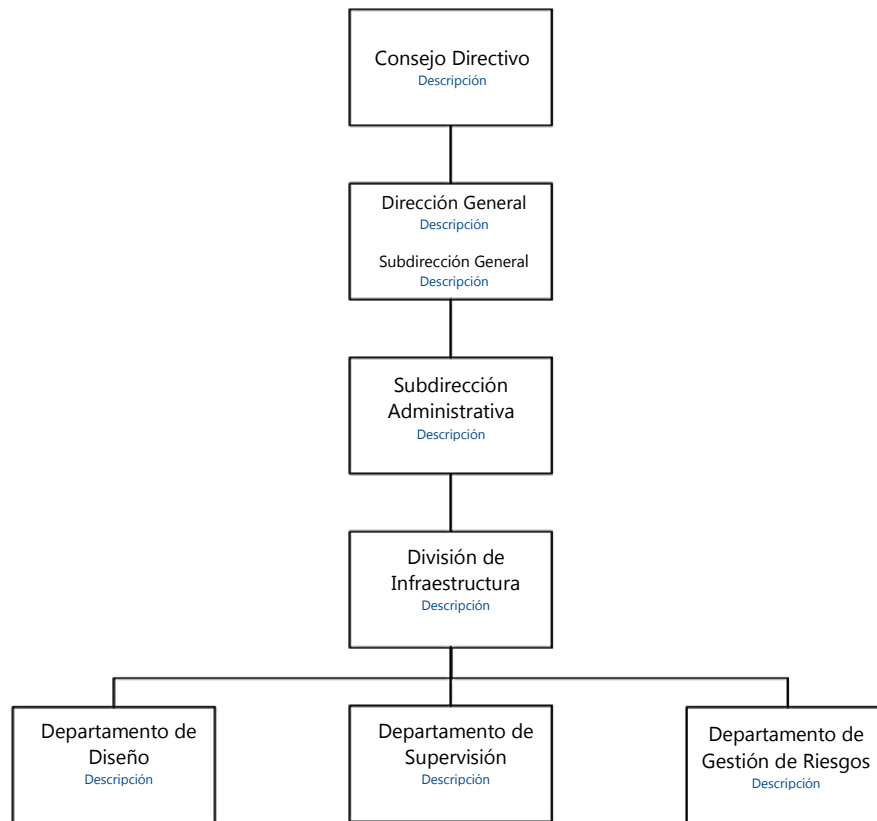 Consejo Directivo
Descripción
Dirección General
Descripción
Subdirección General
Descripción
Subdirección
Administrativa
Descripción
División de
Infraestructura
Descripción
Departamento de
Diseño
Descripción
Departamento de
Supervisión
Descripción
Departamento de
Gestión de Riesgos
Descripción